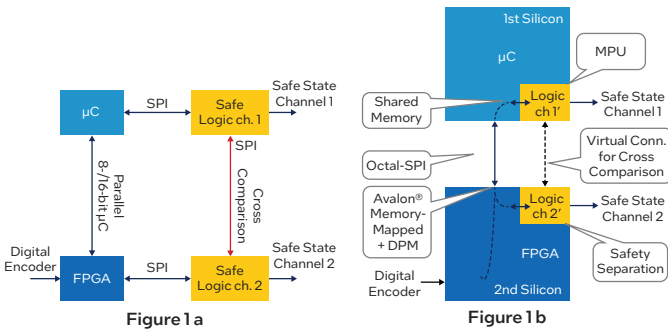 µC
SPI
Safe
Logic ch. 1
Safe State
Channel 1
SPI
Parallel
8-/16-bit µC
Cross
Comparison
Digital
Encoder
FPGA
SPI
Safe
Logic ch. 2
Safe State
Channel 2
Figure 1 a
1st Silicon
µC
MPU
Shared
Memory
Logic
ch 1'
Safe State
Channel 1
Octal-SPI
Virtual Conn.
for Cross
Comparison
Avalon®
Memory-
Mapped
+ DPM
Logic
ch 2'
Safe State
Channel 2
FPGA
Safety
Separation
Digital
Encoder
2nd Silicon
Figure 1b